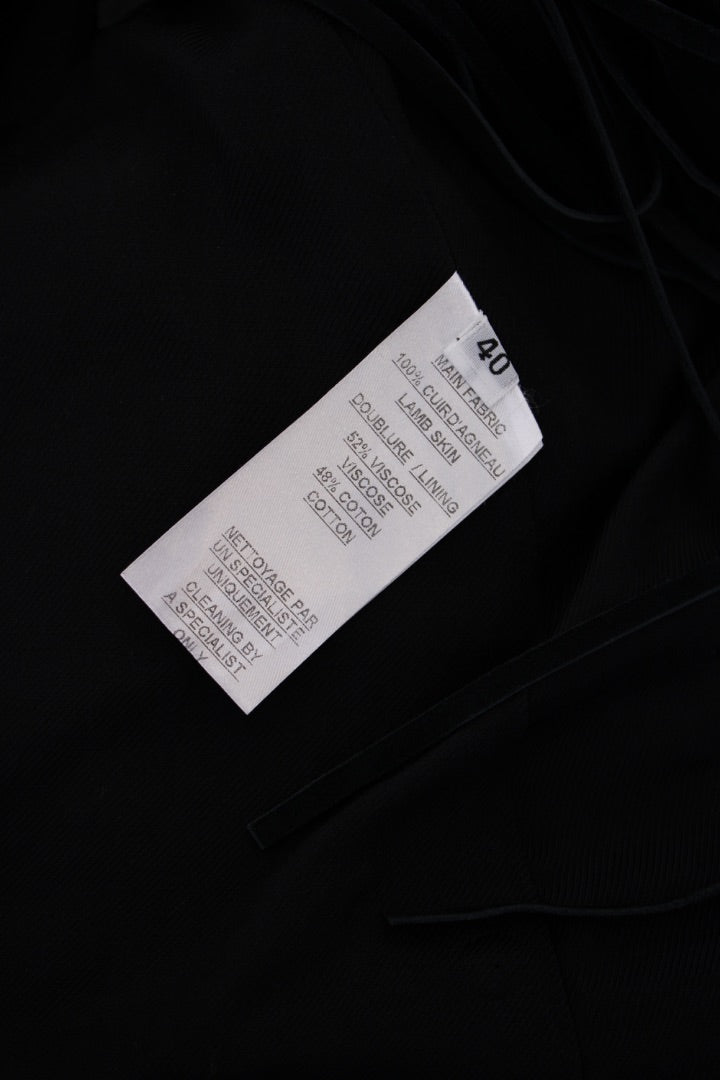 40
MAIN FABRIC
100% CUIR D'AGNEAU
LAMB SKIN
DOUBLURE / LINING
52% VISCOSE
VISCOSE
48% COTON
COTTON
NETTOYAGE PAR
UN SPECIALISTE
UNIQUEMENT
CLEANING BY
A SPECIALIST
ONLY